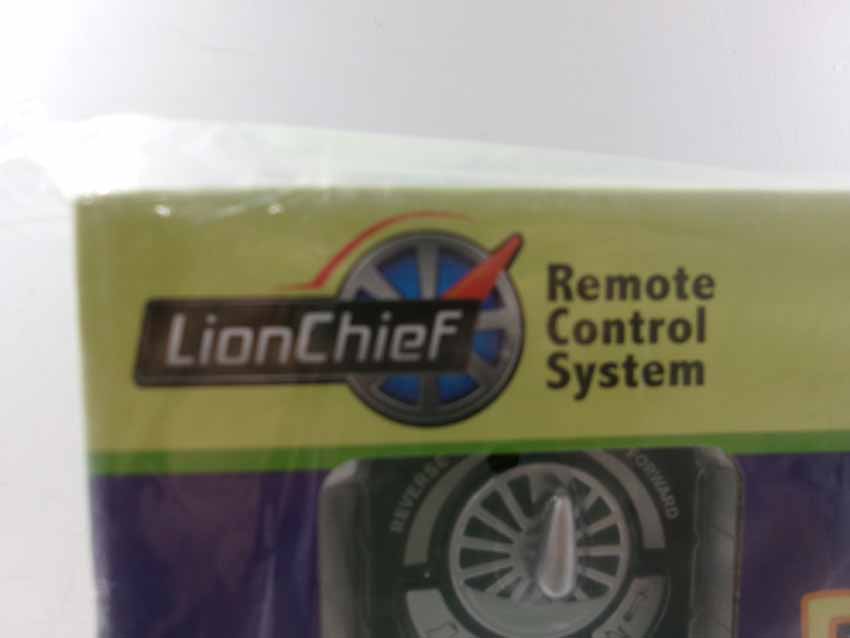 LionChief
Remote
Control
System
REVERSE
FORWARD